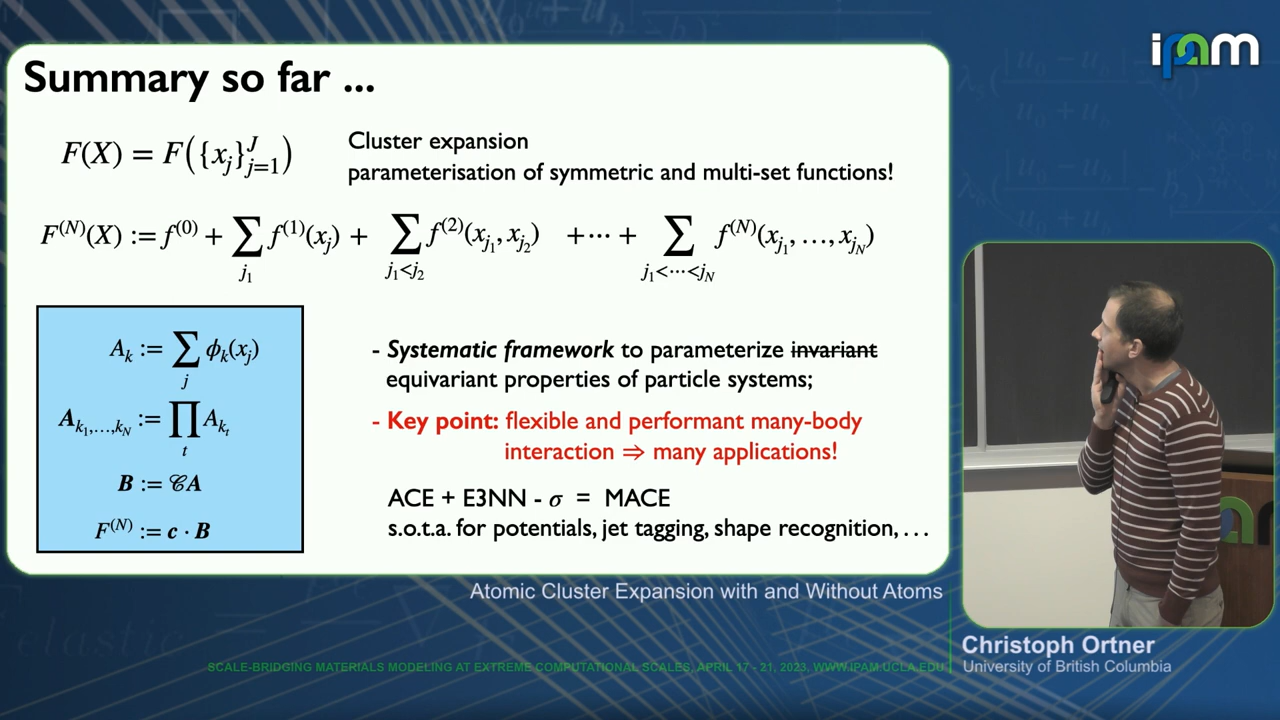 ipam
Summary so far ...
F(X) = F({x_j}_{j=1}^J)
Cluster expansion
parameterisation of symmetric and multi-set functions!
F^{(N)}(X) := f^{(0)} + ∑_{j_1} f^{(1)}(x_j) + ∑_{j_1<j_2} f^{(2)}(x_{j_1}, x_{j_2}) + ⋯ + ∑_{j_1<⋯<j_N} f^{(N)}(x_{j_1}, …, x_{j_N})
A_k := ∑_j ϕ_k(x_j)
𝑨_{k_1,…,k_N} := ∏_t A_{k_t}
𝑩 := 𝒞𝑨
F^{(N)} := 𝒄 · 𝑩
- Systematic framework to parameterize invariant
equivariant properties of particle systems;
- Key point: flexible and performant many-body
interaction ⇒ many applications!
ACE + E3NN - σ = MACE
s.o.t.a. for potentials, jet tagging, shape recognition, . . .
Atomic Cluster Expansion with and Without Atoms
Christoph Ortner
University of British Columbia
SCALE-BRIDGING MATERIALS MODELING AT EXTREME COMPUTATIONAL SCALES, APRIL 17 - 21, 2023, WWW.IPAM.UCLA.EDU